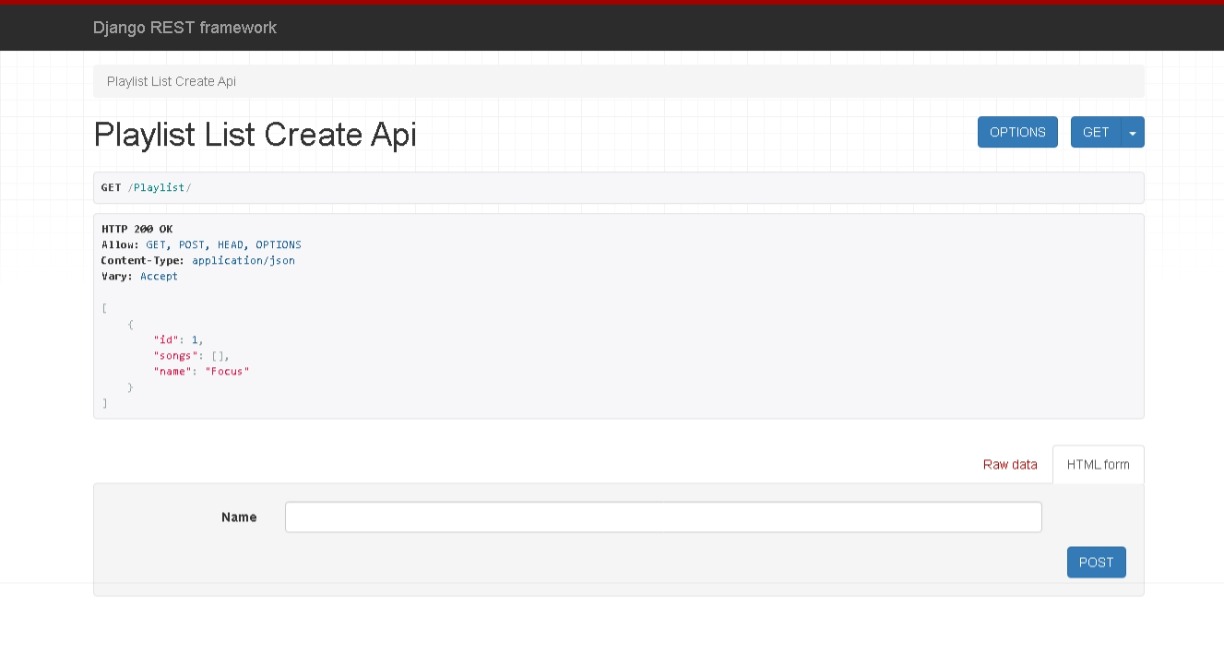 Django REST framework
Playlist List Create Api
Playlist List Create Api
OPTIONS
GET
GET /Playlist/
HTTP 200 OK
Allow: GET, POST, HEAD, OPTIONS
Content-Type: application/json
Vary: Accept
[
    {
        "id": 1,
        "songs": [],
        "name": "Focus"
    }
]
Raw data
HTML form
Name
POST